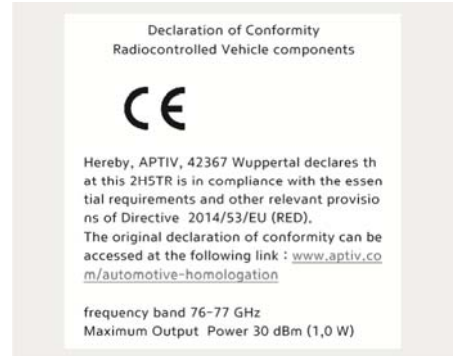 Declaration of Conformity
Radiocontrolled Vehicle components
CE
Hereby, APTIV, 42367 Wuppertal declares th
at this 2H5TR is in compliance with the essen
tial requirements and other relevant provisio
ns of Directive 2014/53/EU (RED).
The original declaration of conformity can be
accessed at the following link : www.aptiv.co
m/automotive-homologation
frequency band 76-77 GHz
Maximum Output Power 30 dBm (1,0 W)